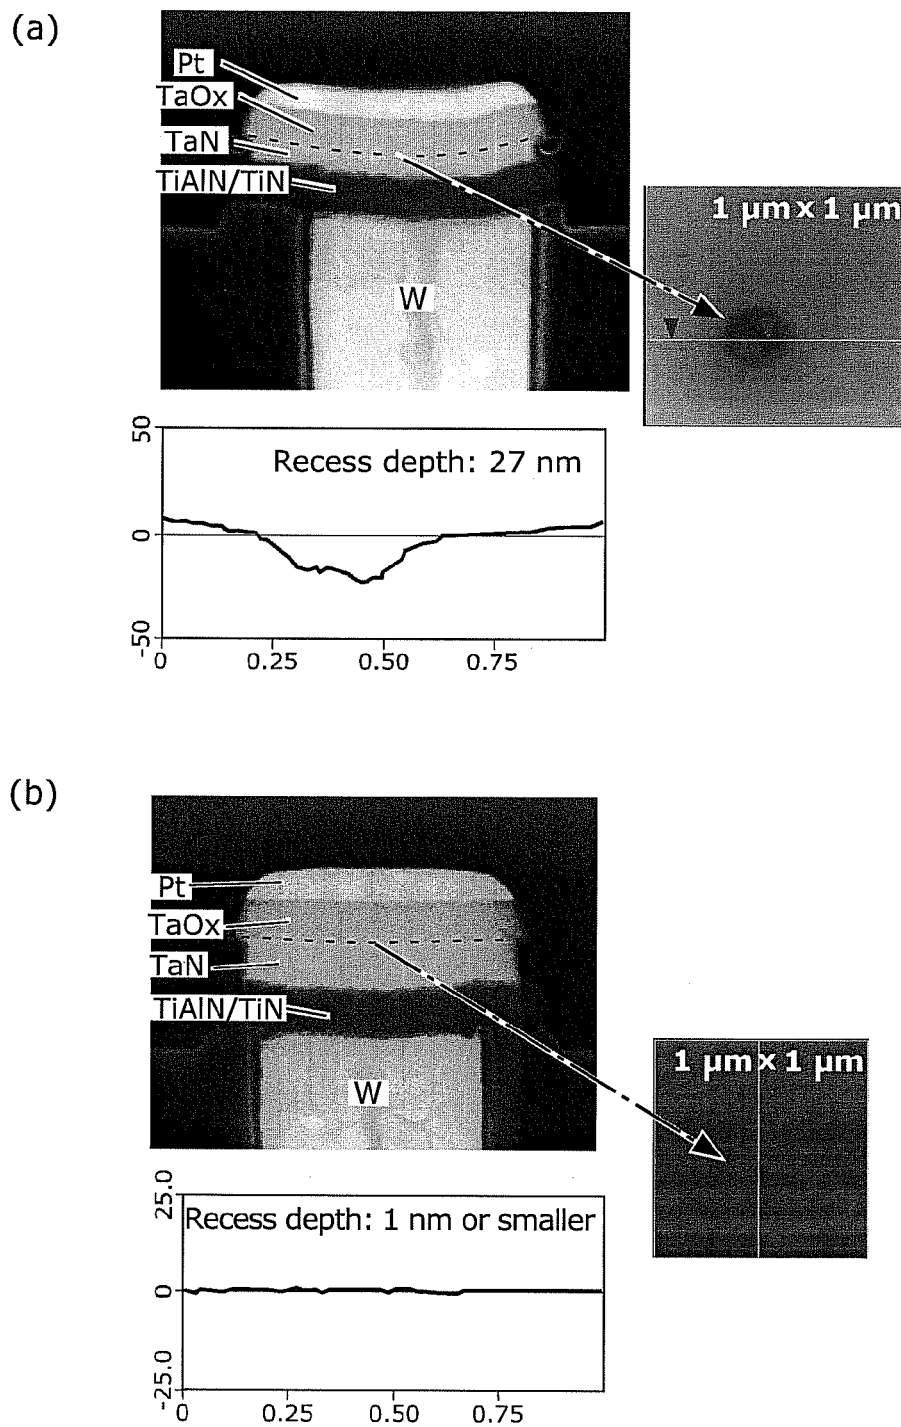 (a)
Pt
TaOx
TaN
TiAlN/TiN
W
1 μm x 1 μm
50
0
-50
Recess depth: 27 nm
0 0.25 0.50 0.75
(b)
Pt
TaOx
TaN
TiAlN/TiN
W
1 μm x 1 μm
25.0
0
-25.0
Recess depth: 1 nm or smaller
0 0.25 0.50 0.75